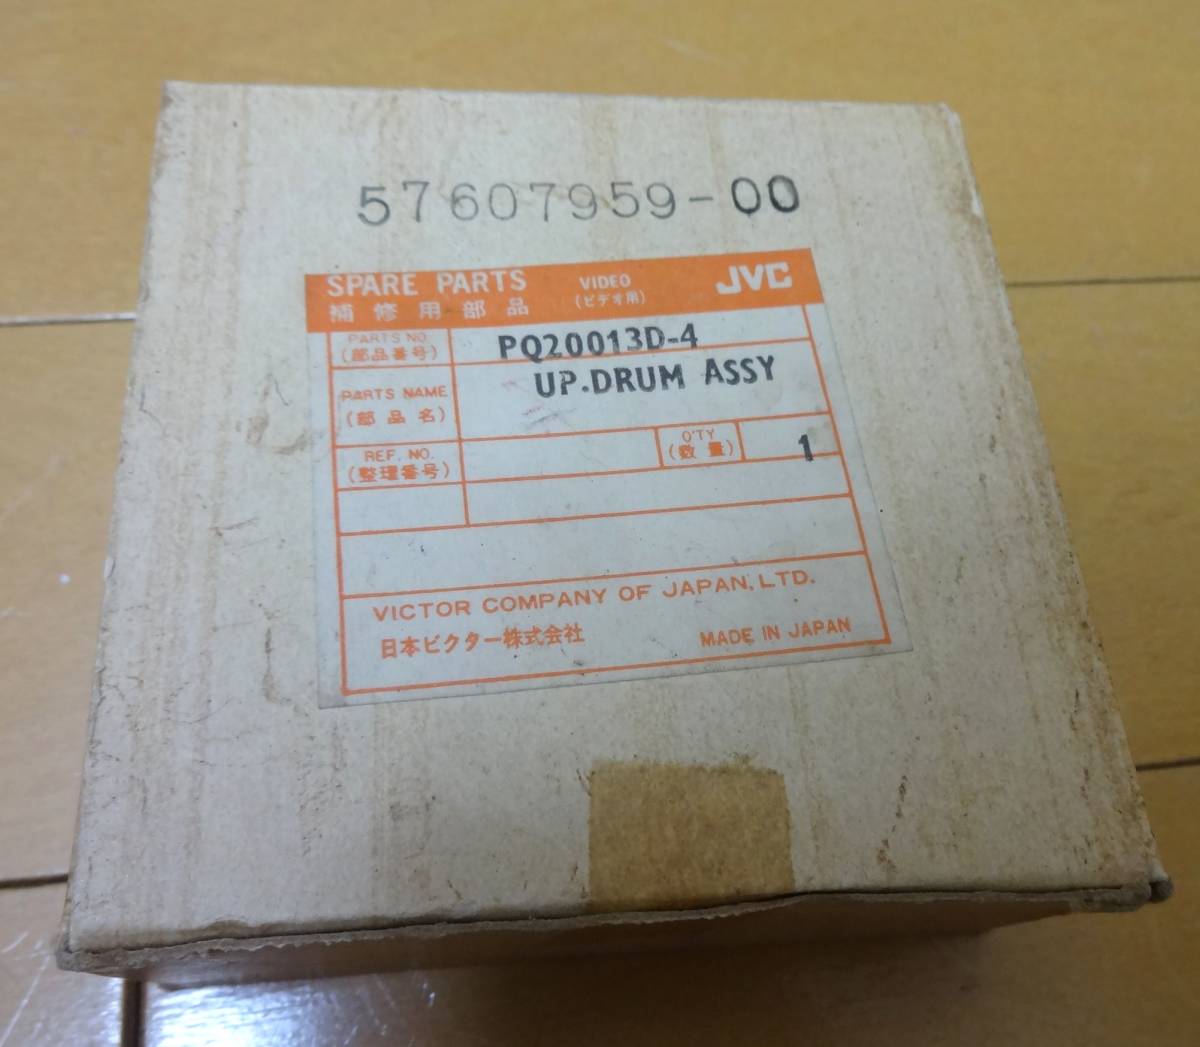 57607959-00
SPARE PARTS VIDEO JVC
補修用部品 (ビデオ用)
PARTS NO. PQ20013D-4
(部品番号)
PARTS NAME UP.DRUM ASSY
(部品名)
REF. NO. Q'TY 1
(整理番号) (数量)
VICTOR COMPANY OF JAPAN, LTD.
日本ビクター株式会社 MADE IN JAPAN